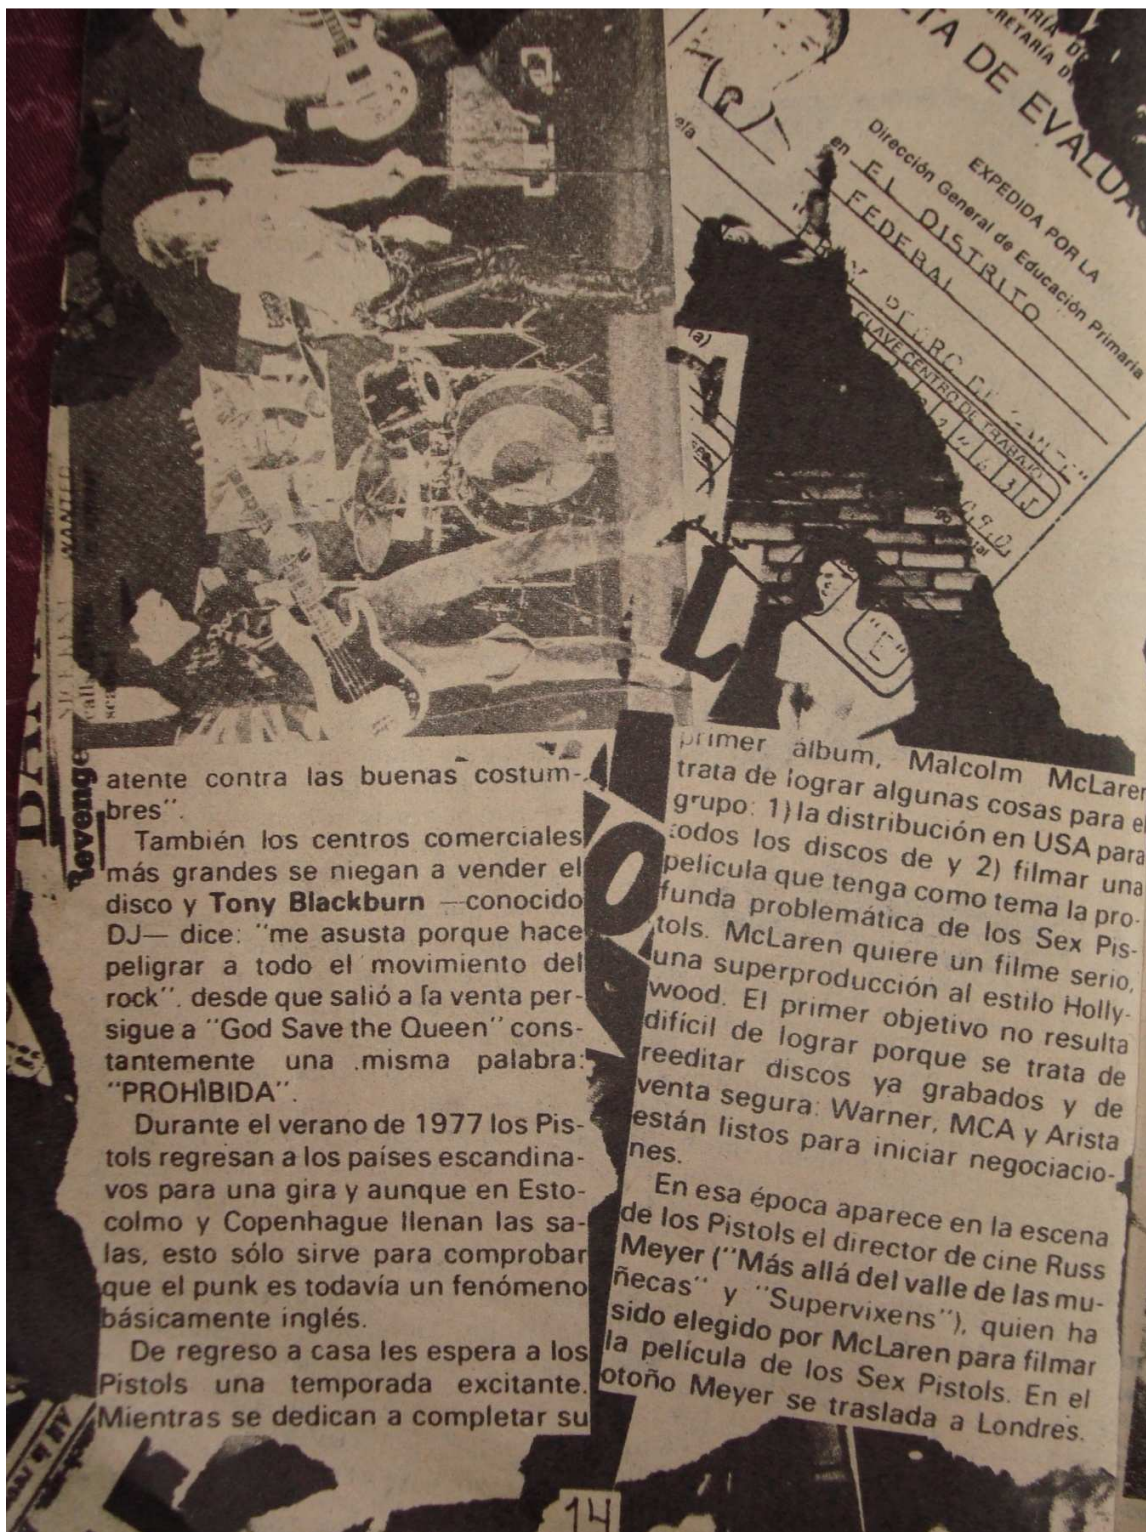 ARÍA DE
CRETARÍA D
TA DE EVALUA
EXPEDIDA POR LA
Dirección General de Educación Primaria
en EL DISTRITO
FEDERAL
ela
CLAVE CENTRO DE TRABAJO
(a)
"E"
WANTED
revenge
atente contra las buenas costum-
bres".
También los centros comerciales
más grandes se niegan a vender el
disco y Tony Blackburn —conocido
DJ— dice: "me asusta porque hace
peligrar a todo el movimiento del
rock". desde que salió a la venta per-
sigue a "God Save the Queen" cons-
tantemente una misma palabra:
"PROHIBIDA".
Durante el verano de 1977 los Pis-
tols regresan a los países escandina-
vos para una gira y aunque en Esto-
colmo y Copenhague llenan las sa-
las, esto sólo sirve para comprobar
que el punk es todavía un fenómeno
básicamente inglés.
De regreso a casa les espera a los
Pistols una temporada excitante.
Mientras se dedican a completar su
primer álbum, Malcolm McLaren
trata de lograr algunas cosas para el
grupo: 1) la distribución en USA para
todos los discos de y 2) filmar una
película que tenga como tema la pro-
funda problemática de los Sex Pis-
tols. McLaren quiere un filme serio,
una superproducción al estilo Holly-
wood. El primer objetivo no resulta
difícil de lograr porque se trata de
reeditar discos ya grabados y de
venta segura: Warner, MCA y Arista
están listos para iniciar negociacio-
nes.
En esa época aparece en la escena
de los Pistols el director de cine Russ
Meyer ("Más allá del valle de las mu-
ñecas" y "Supervixens"), quien ha
sido elegido por McLaren para filmar
la película de los Sex Pistols. En el
otoño Meyer se traslada a Londres.
14